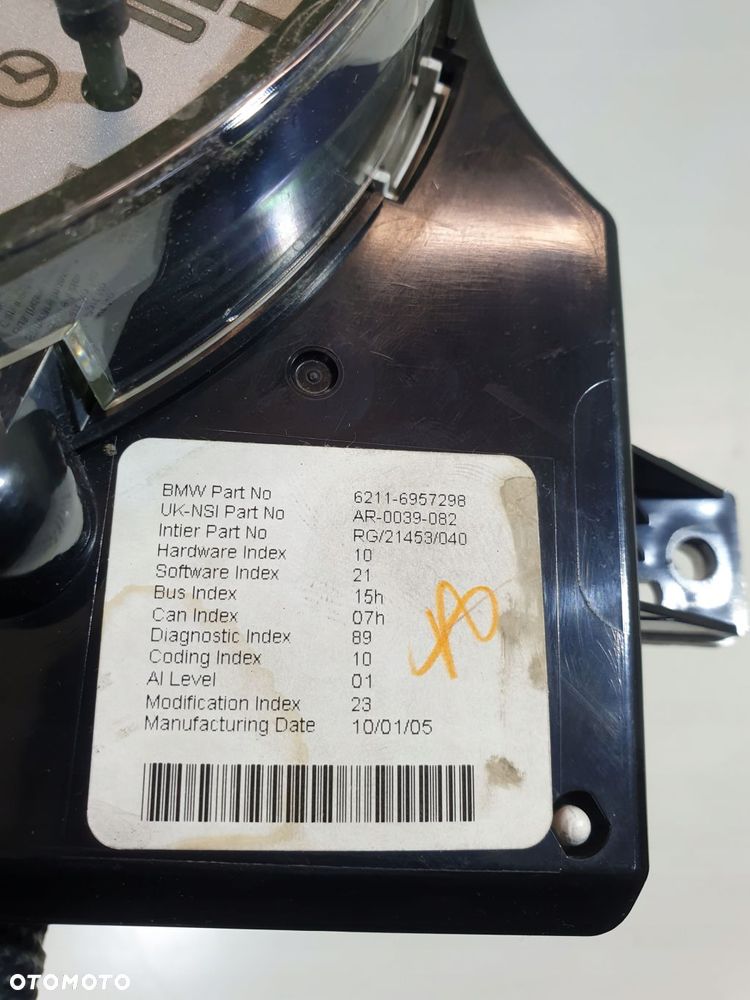 BMW Part No 6211-6957298
UK-NSI Part No AR-0039-082
Intier Part No RG/21453/040
Hardware Index 10
Software Index 21
Bus Index 15h
Can Index 07h
Diagnostic Index 89
Coding Index 10
AI Level 01
Modification Index 23
Manufacturing Date 10/01/05
OTOMOTO